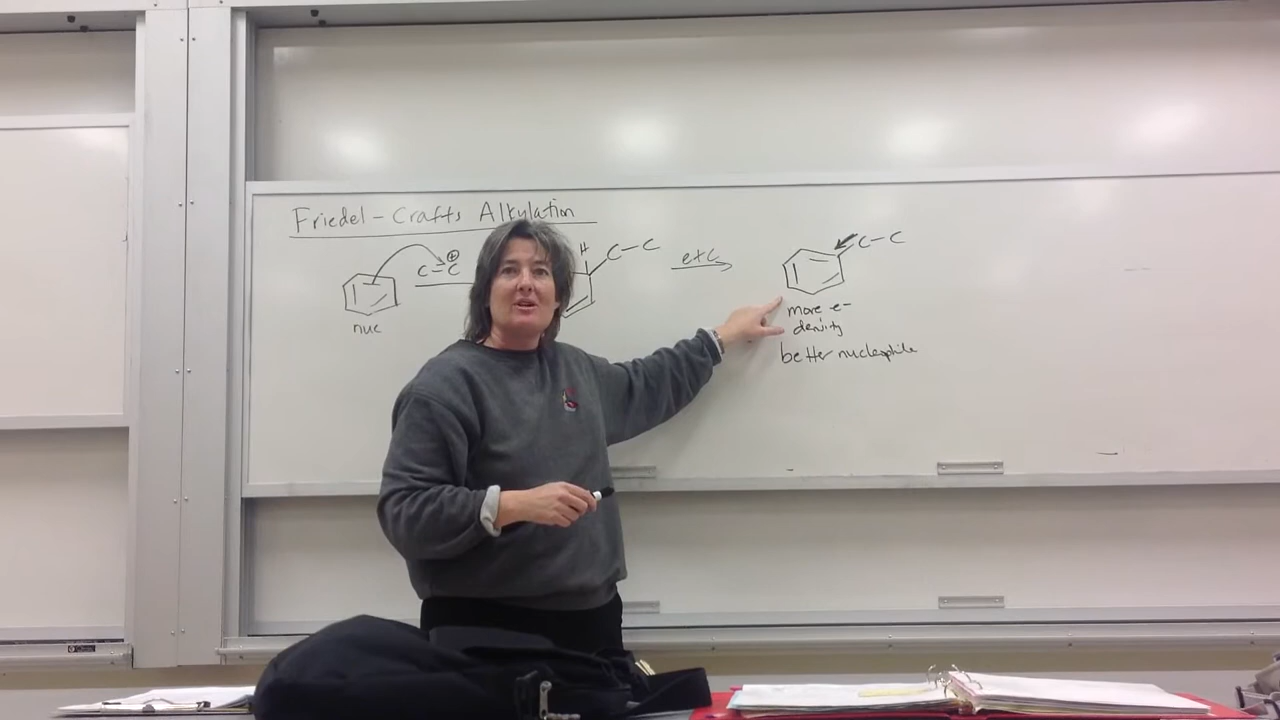 Friedel-Crafts Alkylation
C=C ⊕
H
C-C
etc.
C-C
nuc
more e-
density
better nucleophile